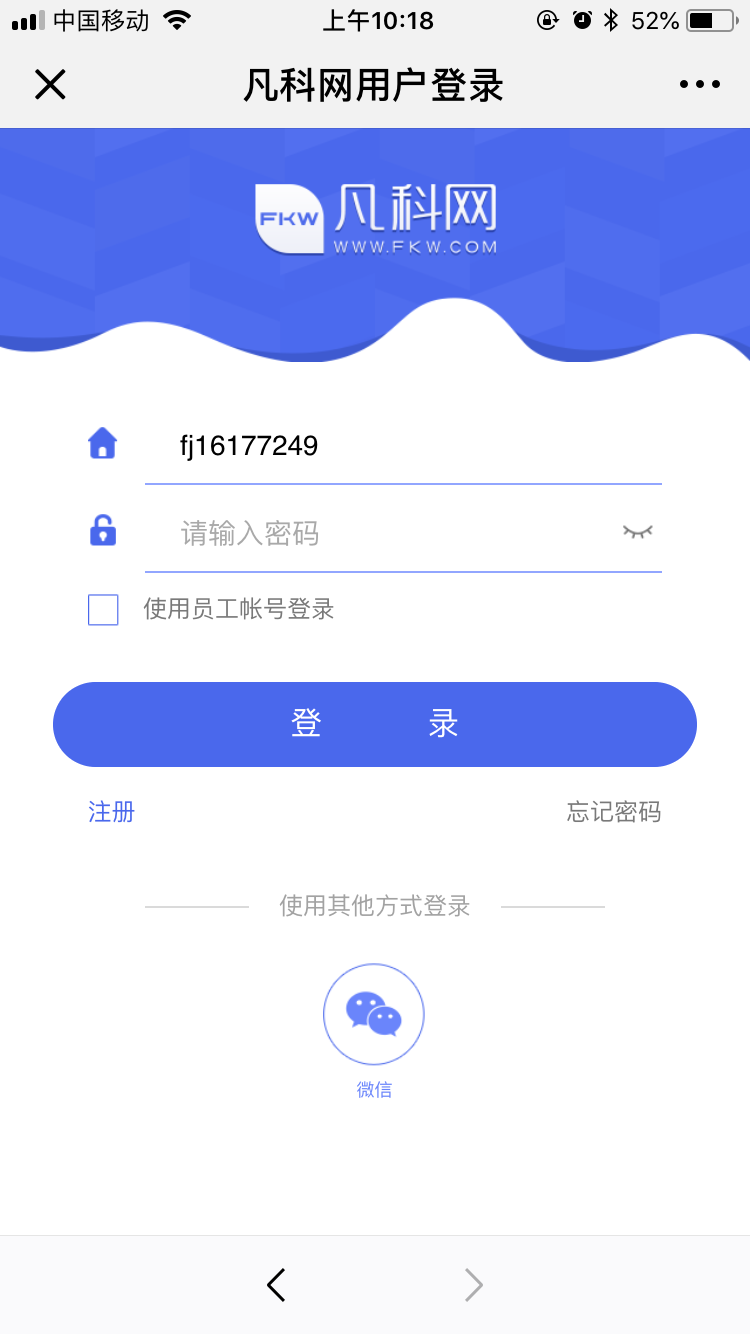 中国移动 上午10:18 52%
凡科网用户登录
FKW 凡科网
WWW.FKW.COM
fj16177249
请输入密码
使用员工帐号登录
登 录
注册 忘记密码
使用其他方式登录
微信